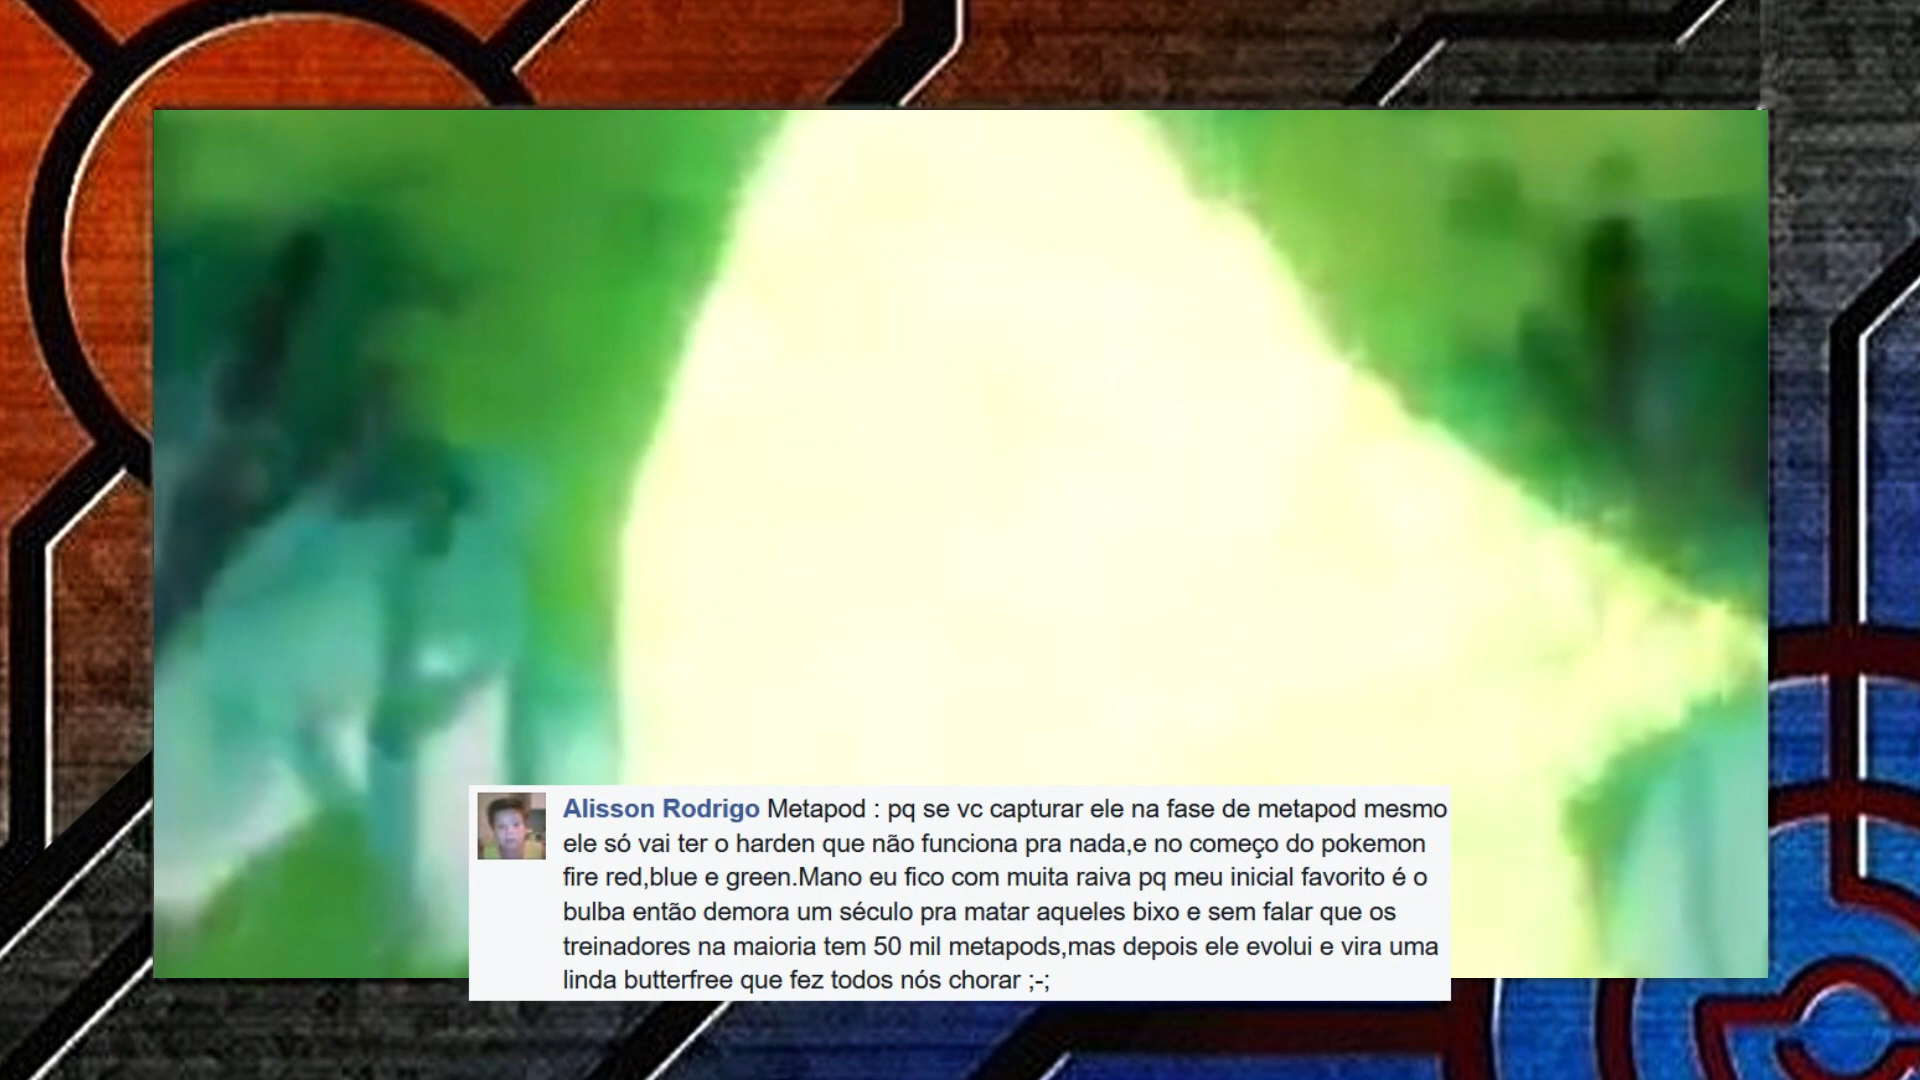 Alisson Rodrigo Metapod : pq se vc capturar ele na fase de metapod mesmo
ele só vai ter o harden que não funciona pra nada,e no começo do pokemon
fire red,blue e green.Mano eu fico com muita raiva pq meu inicial favorito é o
bulba então demora um século pra matar aqueles bixo e sem falar que os
treinadores na maioria tem 50 mil metapods,mas depois ele evolui e vira uma
linda butterfree que fez todos nós chorar ;-;